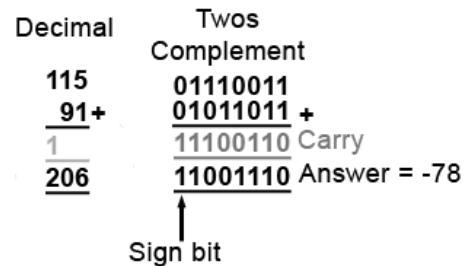 Decimal
Twos
Complement
115
01110011
91+
01011011 +
1
11100110 Carry
206
11001110 Answer = -78
Sign bit